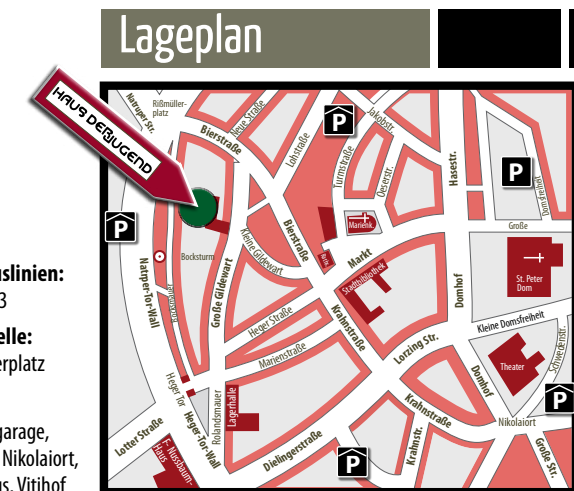 Lageplan
HAUS DER JUGEND
Natruper Str.
Rißmüller-
platz
Neue Straße
Bierstraße
Lohstraße
P
Jakobstr.
Turmstraße
Oeserstr.
Hasestr.
P
Domfreiheit
P
Marienk.
Große
Bierstraße
Kleine Gildewart
Markt
Bocksturm
Stadtbibliothek
St. Peter
Dom
Natruper-Tor-Wall
Bocksmauer
Große Gildewart
Domhof
Heger Straße
Krahnstraße
Kleine Domsfreiheit
Lorzing Str.
Schwedenstr.
Marienstraße
Theater
Heger Tor
Domhof
P
Rolandsmauer
Lagerhalle
Krahnstraße
Nikolaiort
Heger-Tor-Wall
Lotter Straße
F.-Nussbaum-
Haus
Krahnstr.
Dielingerstraße
P
Große Str.
uslinien:
3
elle:
erplatz
garage,
Nikolaiort,
us, Vitihof